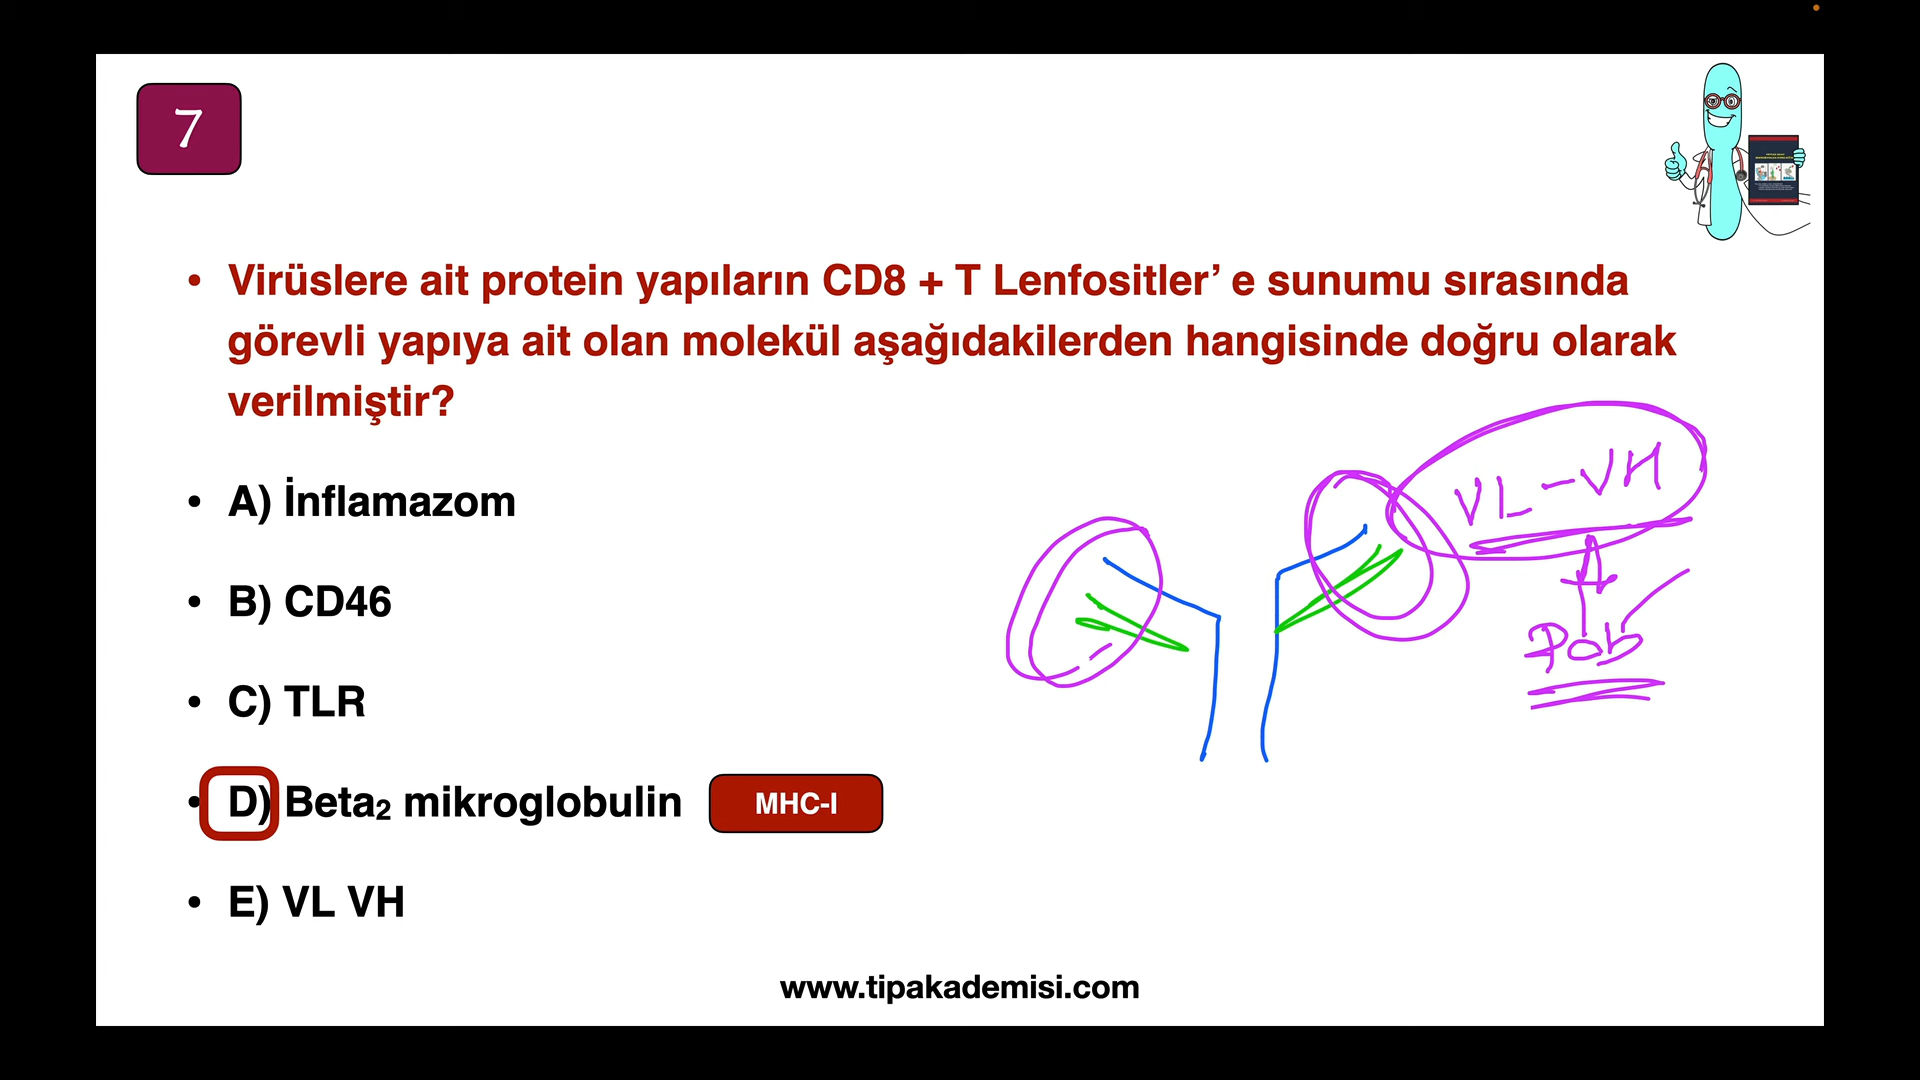 7
• Virüslere ait protein yapıların CD8 + T Lenfositler’ e sunumu sırasında
görevli yapıya ait olan molekül aşağıdakilerden hangisinde doğru olarak
verilmiştir?
VL - VH
• A) İnflamazom
• B) CD46
• C) TLR
• D) Beta₂ mikroglobulin
MHC-I
• E) VL VH
www.tipakademisi.com